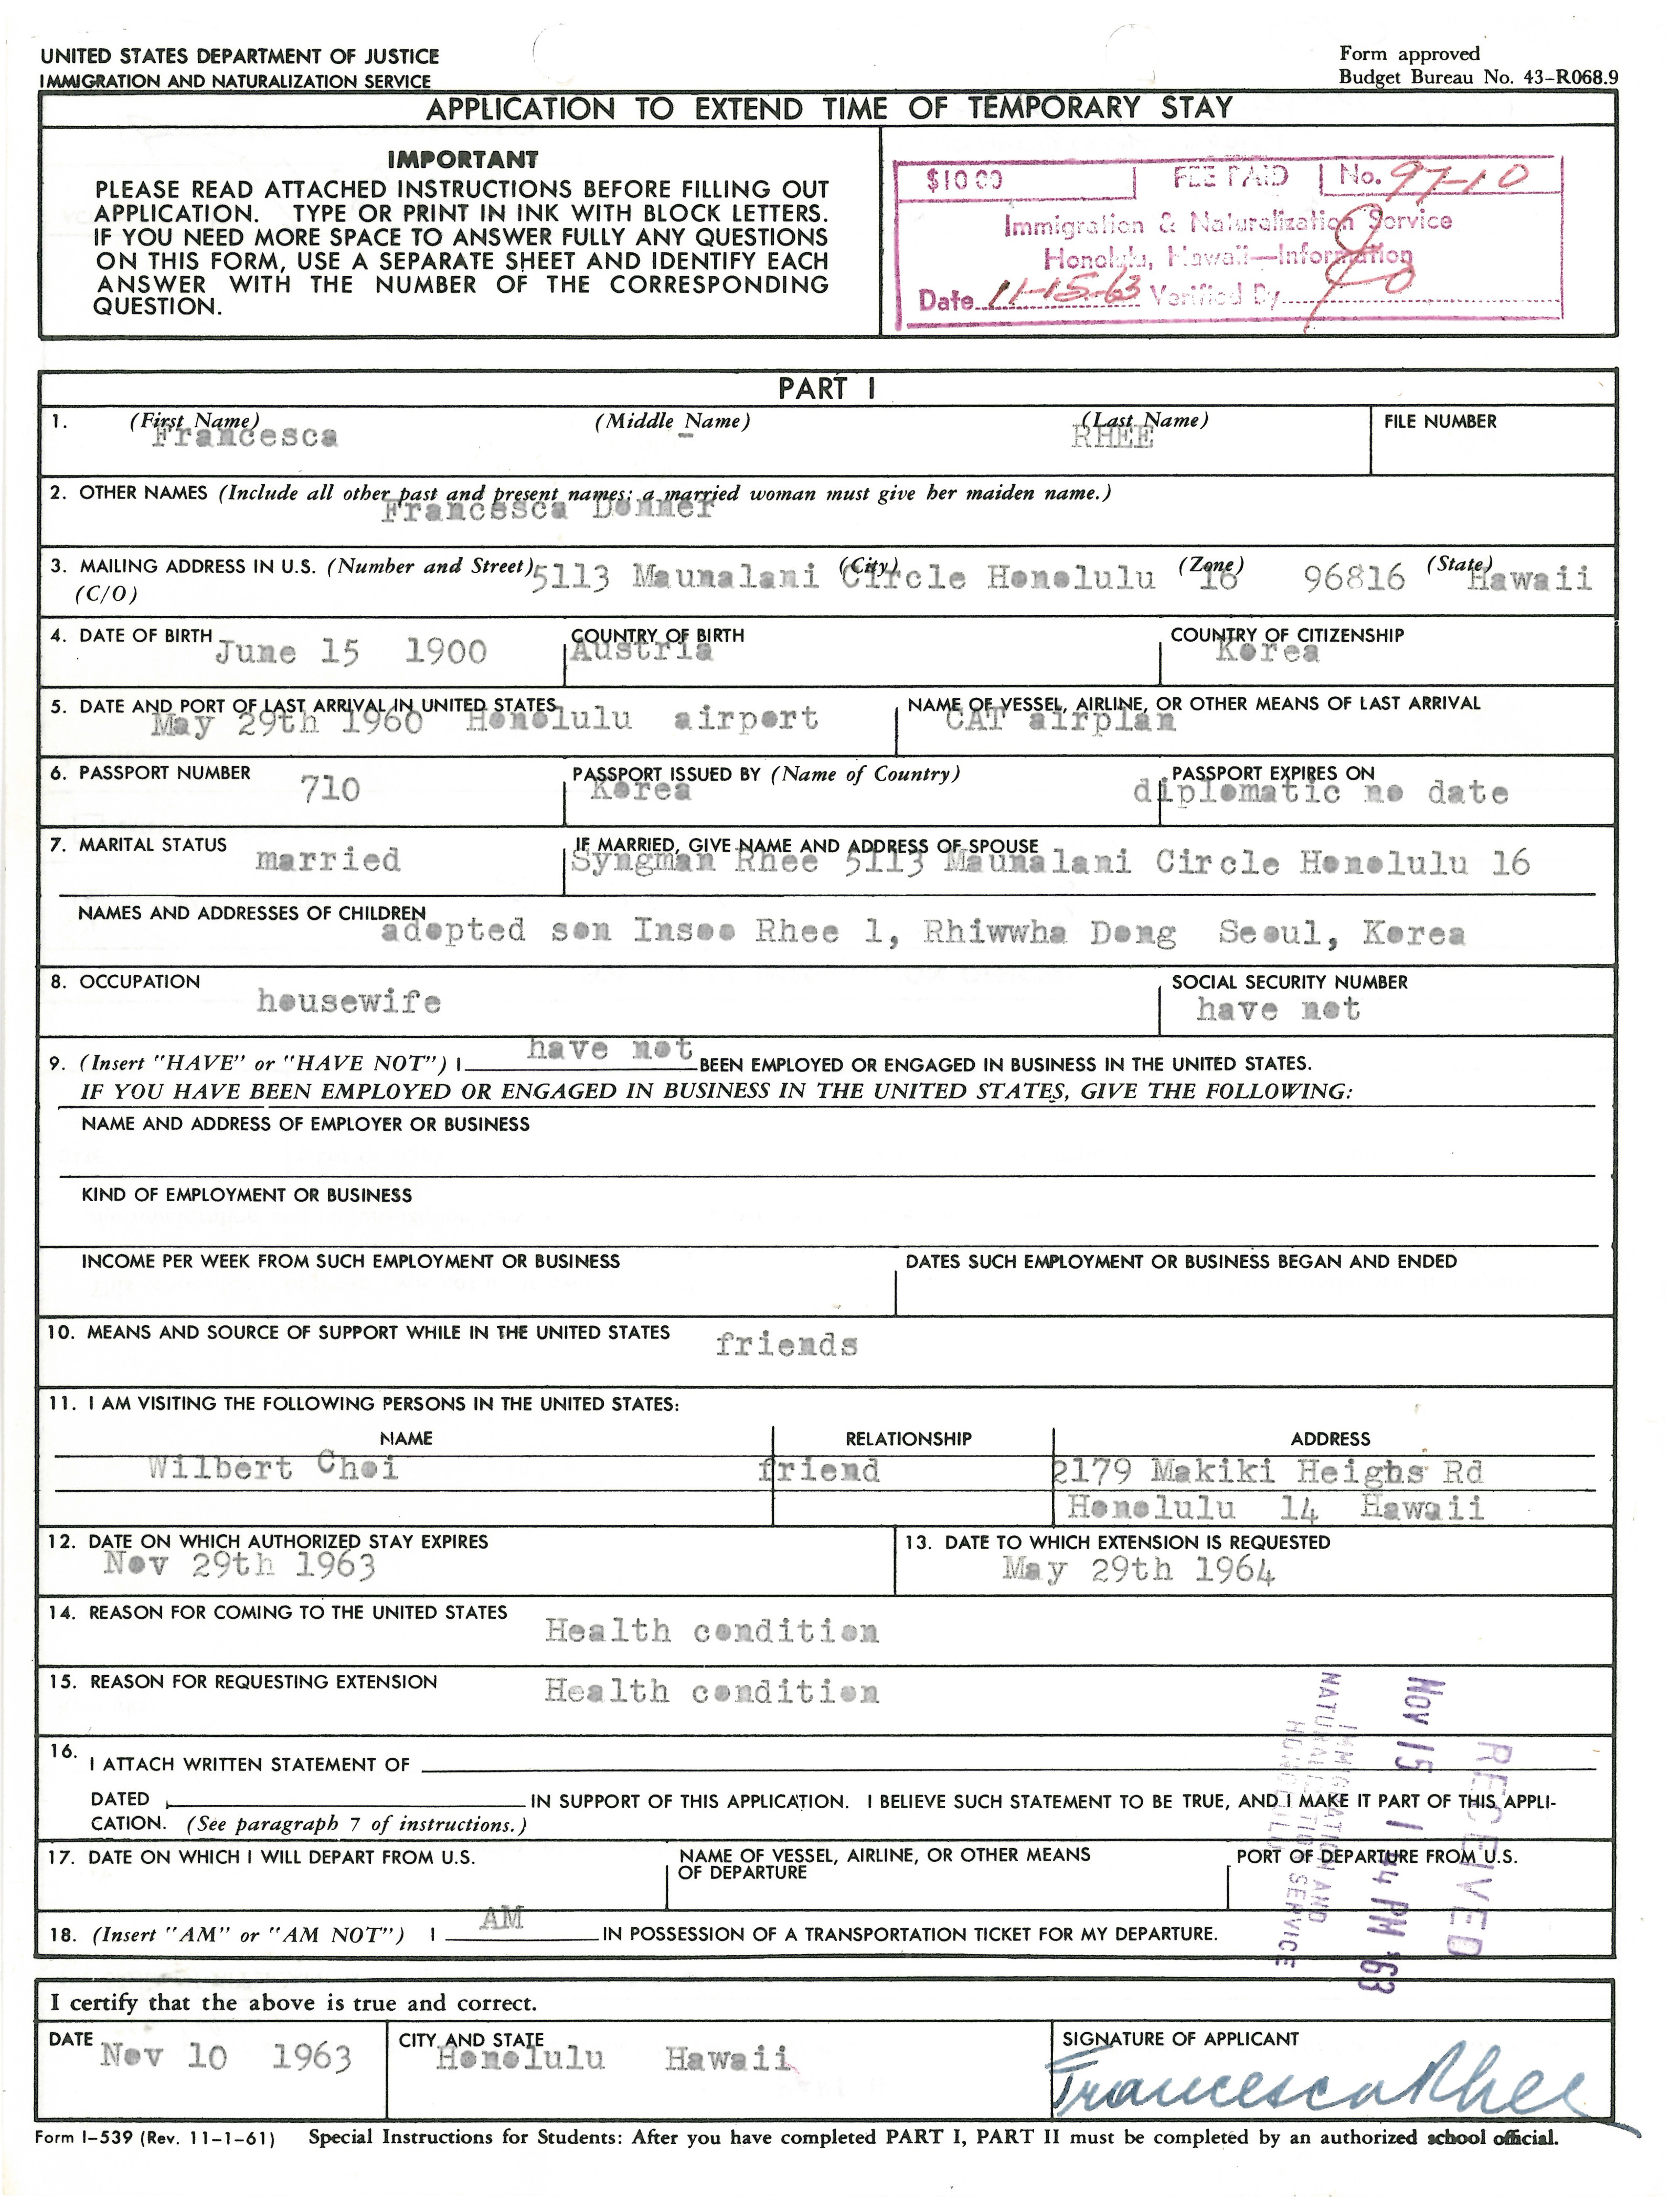 UNITED STATES DEPARTMENT OF JUSTICE
IMMIGRATION AND NATURALIZATION SERVICE
Form approved
Budget Bureau No. 43-R068.9
APPLICATION TO EXTEND TIME OF TEMPORARY STAY
IMPORTANT
PLEASE READ ATTACHED INSTRUCTIONS BEFORE FILLING OUT
APPLICATION. TYPE OR PRINT IN INK WITH BLOCK LETTERS.
IF YOU NEED MORE SPACE TO ANSWER FULLY ANY QUESTIONS
ON THIS FORM, USE A SEPARATE SHEET AND IDENTIFY EACH
ANSWER WITH THE NUMBER OF THE CORRESPONDING
QUESTION.
$10 00 FEE PAID No. 97-10
Immigration & Naturalization Service
Honolulu, Hawaii—Information
Date 11-15-63 Verified By
PART I
1. (First Name) (Middle Name) (Last Name) FILE NUMBER
Francesca - RHEE
2. OTHER NAMES (Include all other past and present names; a married woman must give her maiden name.)
Francesca Donner
3. MAILING ADDRESS IN U.S. (Number and Street) (City) (Zone) (State)
5113 Maunalani Circle Honolulu 16 96816 Hawaii
(C/O)
4. DATE OF BIRTH June 15 1900 COUNTRY OF BIRTH Austria COUNTRY OF CITIZENSHIP Korea
5. DATE AND PORT OF LAST ARRIVAL IN UNITED STATES NAME OF VESSEL, AIRLINE, OR OTHER MEANS OF LAST ARRIVAL
May 29th 1960 Honolulu airport CAT airplan
6. PASSPORT NUMBER 710 PASSPORT ISSUED BY (Name of Country) Korea PASSPORT EXPIRES ON diplomatic no date
7. MARITAL STATUS married IF MARRIED, GIVE NAME AND ADDRESS OF SPOUSE
Syngman Rhee 5113 Maunalani Circle Honolulu 16
NAMES AND ADDRESSES OF CHILDREN
adopted son Insoo Rhee 1, Rhiwwha Dong Seoul, Korea
8. OCCUPATION housewife SOCIAL SECURITY NUMBER have not
9. (Insert "HAVE" or "HAVE NOT") I have not BEEN EMPLOYED OR ENGAGED IN BUSINESS IN THE UNITED STATES.
IF YOU HAVE BEEN EMPLOYED OR ENGAGED IN BUSINESS IN THE UNITED STATES, GIVE THE FOLLOWING:
NAME AND ADDRESS OF EMPLOYER OR BUSINESS
KIND OF EMPLOYMENT OR BUSINESS
INCOME PER WEEK FROM SUCH EMPLOYMENT OR BUSINESS DATES SUCH EMPLOYMENT OR BUSINESS BEGAN AND ENDED
10. MEANS AND SOURCE OF SUPPORT WHILE IN THE UNITED STATES friends
11. I AM VISITING THE FOLLOWING PERSONS IN THE UNITED STATES:
NAME RELATIONSHIP ADDRESS
Wilbert Choi friend 2179 Makiki Heighs Rd
Honolulu 14 Hawaii
12. DATE ON WHICH AUTHORIZED STAY EXPIRES 13. DATE TO WHICH EXTENSION IS REQUESTED
Nov 29th 1963 May 29th 1964
14. REASON FOR COMING TO THE UNITED STATES Health condition
15. REASON FOR REQUESTING EXTENSION Health condition
16. I ATTACH WRITTEN STATEMENT OF
DATED IN SUPPORT OF THIS APPLICATION. I BELIEVE SUCH STATEMENT TO BE TRUE, AND I MAKE IT PART OF THIS APPLI-
CATION. (See paragraph 7 of instructions.)
17. DATE ON WHICH I WILL DEPART FROM U.S. NAME OF VESSEL, AIRLINE, OR OTHER MEANS PORT OF DEPARTURE FROM U.S.
OF DEPARTURE
18. (Insert "AM" or "AM NOT") I AM IN POSSESSION OF A TRANSPORTATION TICKET FOR MY DEPARTURE.
RECEIVED
NOV 15 1 44 PM '63
IMMIGRATION AND
NATURALIZATION SERVICE
HONOLULU
I certify that the above is true and correct.
DATE Nov 10 1963 CITY AND STATE Honolulu Hawaii SIGNATURE OF APPLICANT
Francesca Rhee
Form I-539 (Rev. 11-1-61) Special Instructions for Students: After you have completed PART I, PART II must be completed by an authorized school official.